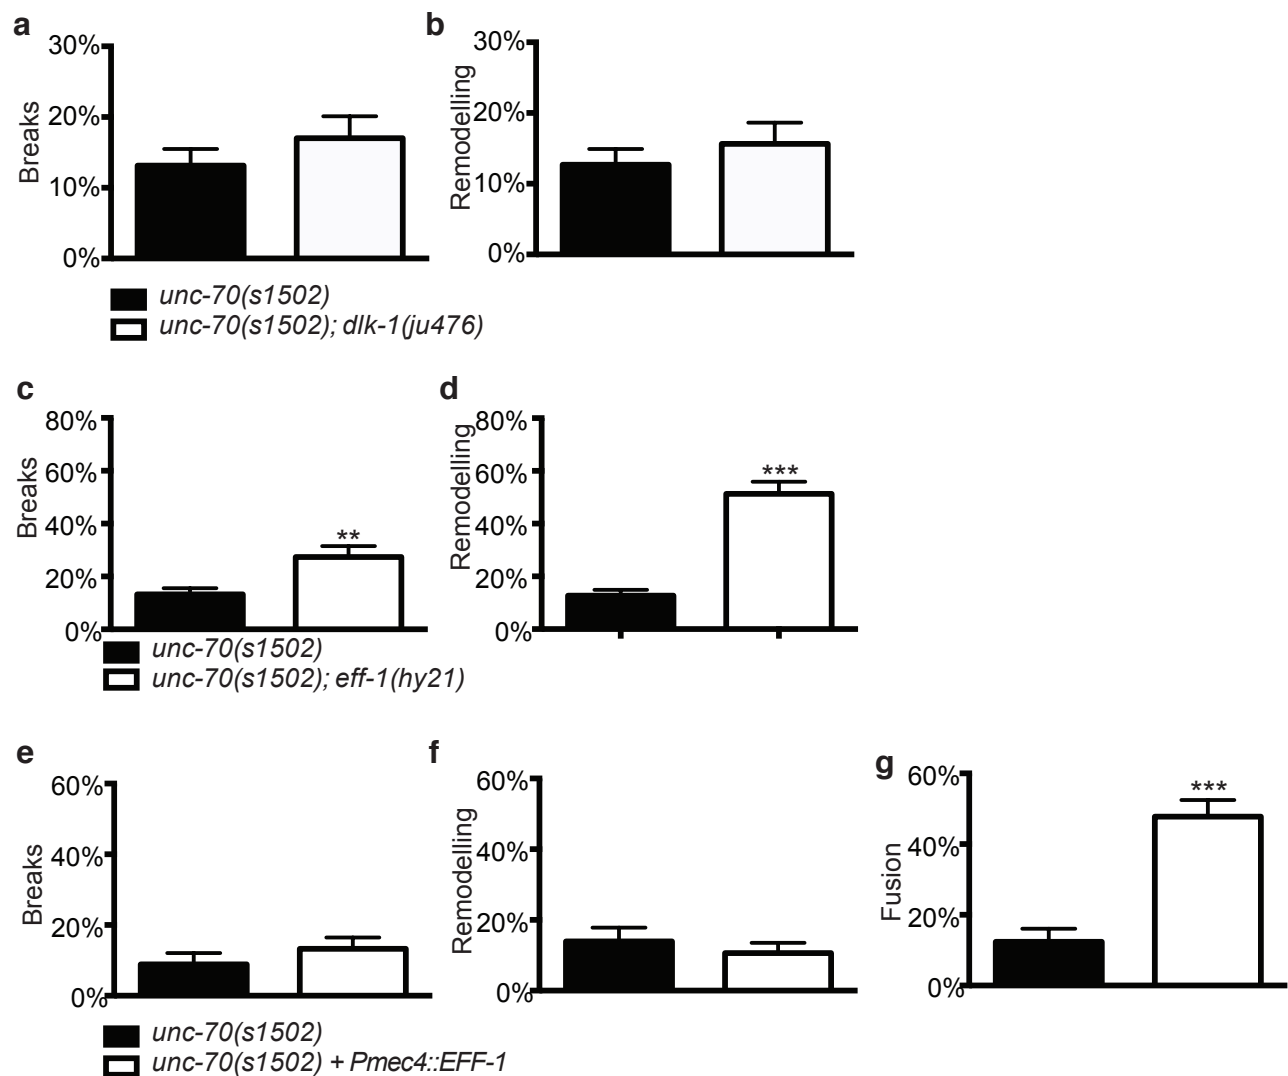 a
30%
20%
10%
0%
Breaks
b
30%
20%
10%
0%
Remodelling
unc-70(s1502)
unc-70(s1502); dlk-1(ju476)
c
80%
60%
40%
20%
0%
Breaks
**
d
80%
60%
40%
20%
0%
Remodelling
***
unc-70(s1502)
unc-70(s1502); eff-1(hy21)
e
60%
40%
20%
0%
Breaks
f
60%
40%
20%
0%
Remodelling
g
60%
40%
20%
0%
Fusion
***
unc-70(s1502)
unc-70(s1502) + Pmec4::EFF-1